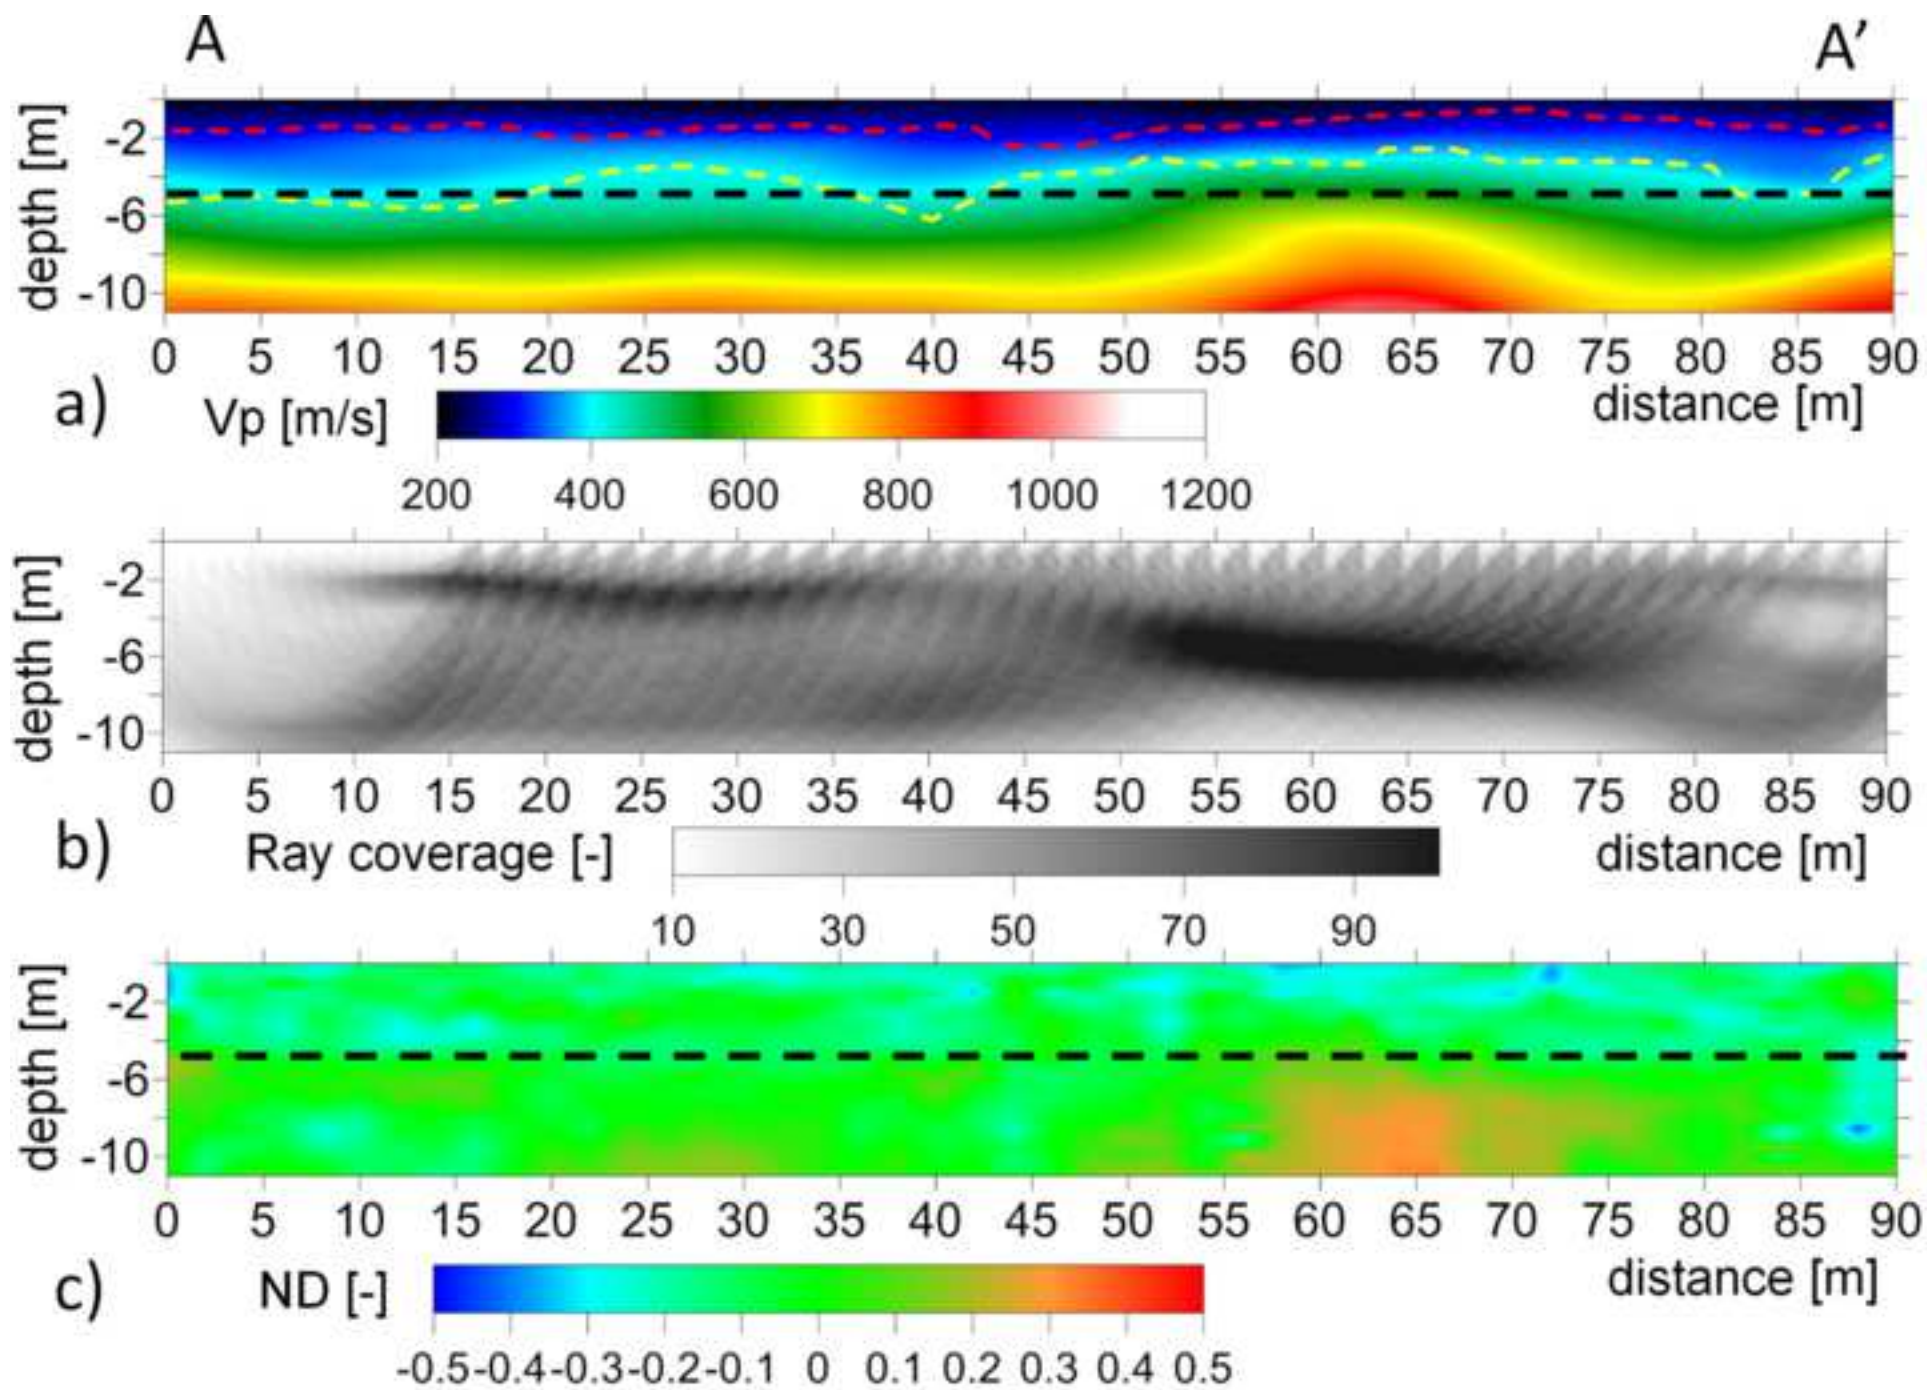 A A’
depth [m]
-2
-6
-10
0 5 10 15 20 25 30 35 40 45 50 55 60 65 70 75 80 85 90
a) Vp [m/s] distance [m]
200 400 600 800 1000 1200
depth [m]
-2
-6
-10
0 5 10 15 20 25 30 35 40 45 50 55 60 65 70 75 80 85 90
b) Ray coverage [-] distance [m]
10 30 50 70 90
depth [m]
-2
-6
-10
0 5 10 15 20 25 30 35 40 45 50 55 60 65 70 75 80 85 90
c) ND [-] distance [m]
-0.5 -0.4 -0.3 -0.2 -0.1 0 0.1 0.2 0.3 0.4 0.5